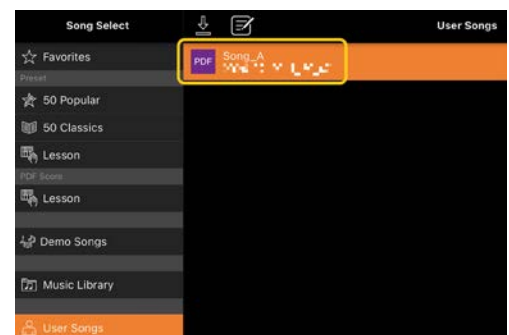 Song Select
User Songs
Favorites
Preset
50 Popular
50 Classics
Lesson
PDF Score
Lesson
Demo Songs
Music Library
User Songs
PDF
Song_A